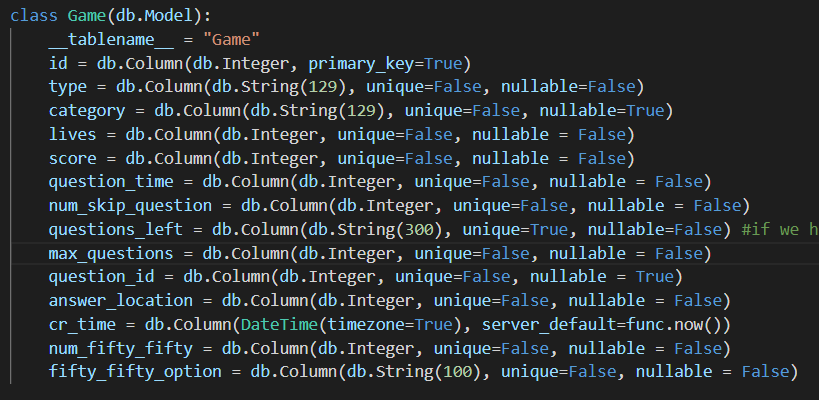 class Game(db.Model):
__tablename__ = "Game"
id = db.Column(db.Integer, primary_key=True)
type = db.Column(db.String(129), unique=False, nullable=False)
category = db.Column(db.String(129), unique=False, nullable=True)
lives = db.Column(db.Integer, unique=False, nullable = False)
score = db.Column(db.Integer, unique=False, nullable = False)
question_time = db.Column(db.Integer, unique=False, nullable = False)
num_skip_question = db.Column(db.Integer, unique=False, nullable = False)
questions_left = db.Column(db.String(300), unique=True, nullable=False) #if we h
max_questions = db.Column(db.Integer, unique=False, nullable = False)
question_id = db.Column(db.Integer, unique=False, nullable = True)
answer_location = db.Column(db.Integer, unique=False, nullable = False)
cr_time = db.Column(DateTime(timezone=True), server_default=func.now())
num_fifty_fifty = db.Column(db.Integer, unique=False, nullable = False)
fifty_fifty_option = db.Column(db.String(100), unique=False, nullable = False)